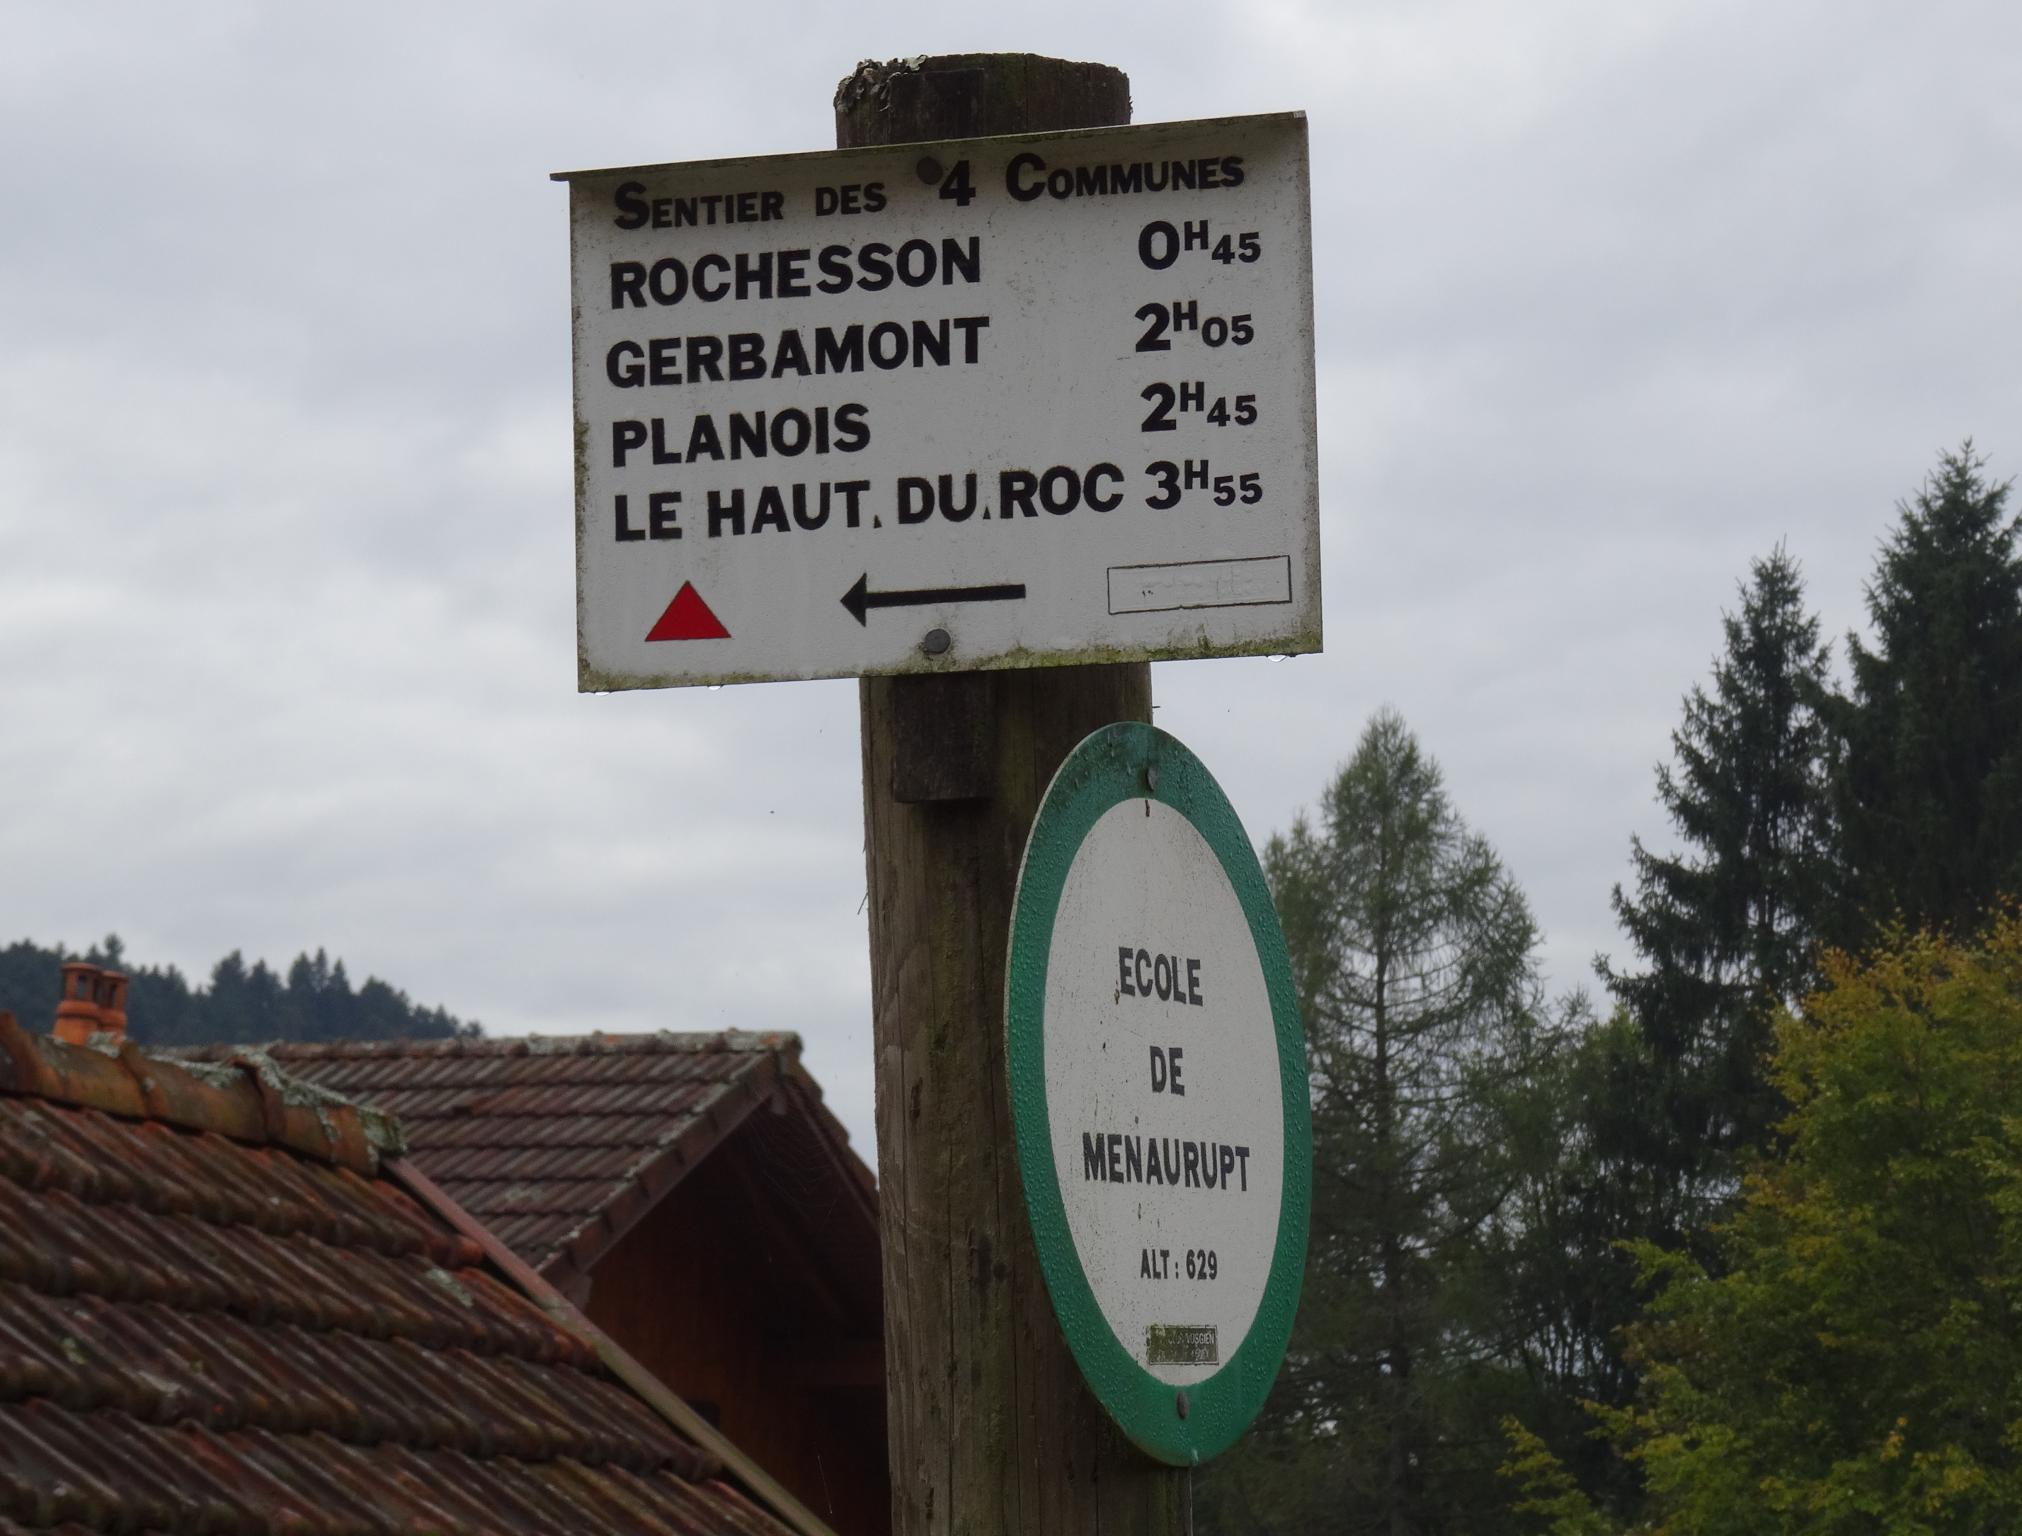 SENTIER DES 4 COMMUNES
ROCHESSON 0H45
GERBAMONT 2H05
PLANOIS 2H45
LE HAUT. DU.ROC 3H55
ECOLE
DE
MENAURUPT
ALT : 629
VOSGIEN